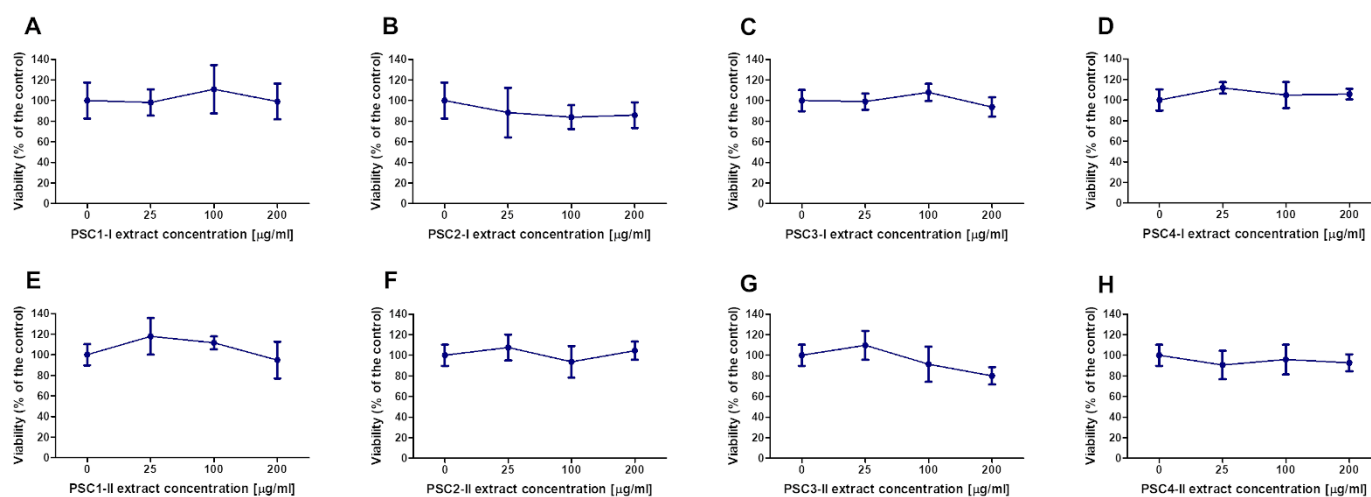 A
Viability (% of the control)
140
120
100
80
60
40
20
0
0 25 100 200
PSC1-I extract concentration [µg/ml]
B
Viability (% of the control)
140
120
100
80
60
40
20
0
0 25 100 200
PSC2-I extract concentration [µg/ml]
C
Viability (% of the control)
140
120
100
80
60
40
20
0
0 25 100 200
PSC3-I extract concentration [µg/ml]
D
Viability (% of the control)
140
120
100
80
60
40
20
0
0 25 100 200
PSC4-I extract concentration [µg/ml]
E
Viability (% of the control)
140
120
100
80
60
40
20
0
0 25 100 200
PSC1-II extract concentration [µg/ml]
F
Viability (% of the control)
140
120
100
80
60
40
20
0
0 25 100 200
PSC2-II extract concentration [µg/ml]
G
Viability (% of the control)
140
120
100
80
60
40
20
0
0 25 100 200
PSC3-II extract concentration [µg/ml]
H
Viability (% of the control)
140
120
100
80
60
40
20
0
0 25 100 200
PSC4-II extract concentration [µg/ml]